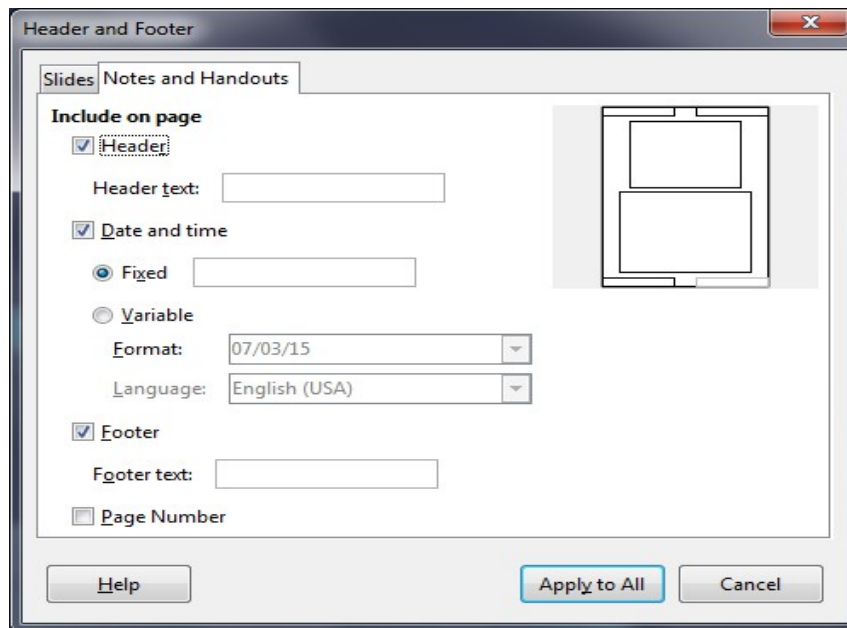 Header and Footer
Slides Notes and Handouts
Include on page
Header
Header text:
Date and time
Fixed
Variable
Format: 07/03/15
Language: English (USA)
Footer
Footer text:
Page Number
Help Apply to All Cancel